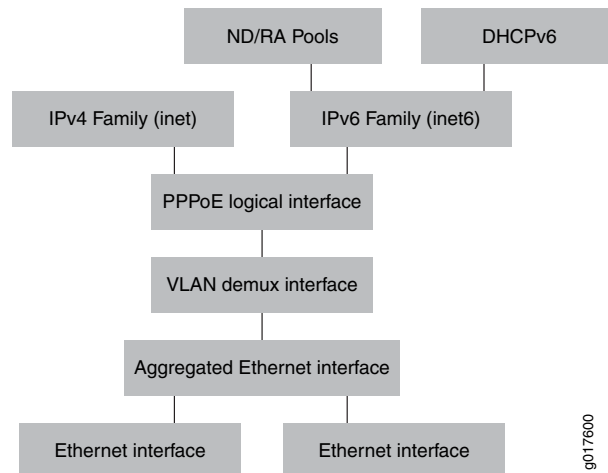 ND/RA Pools
DHCPv6
IPv4 Family (inet)
IPv6 Family (inet6)
PPPoE logical interface
VLAN demux interface
Aggregated Ethernet interface
Ethernet interface
Ethernet interface
g017600